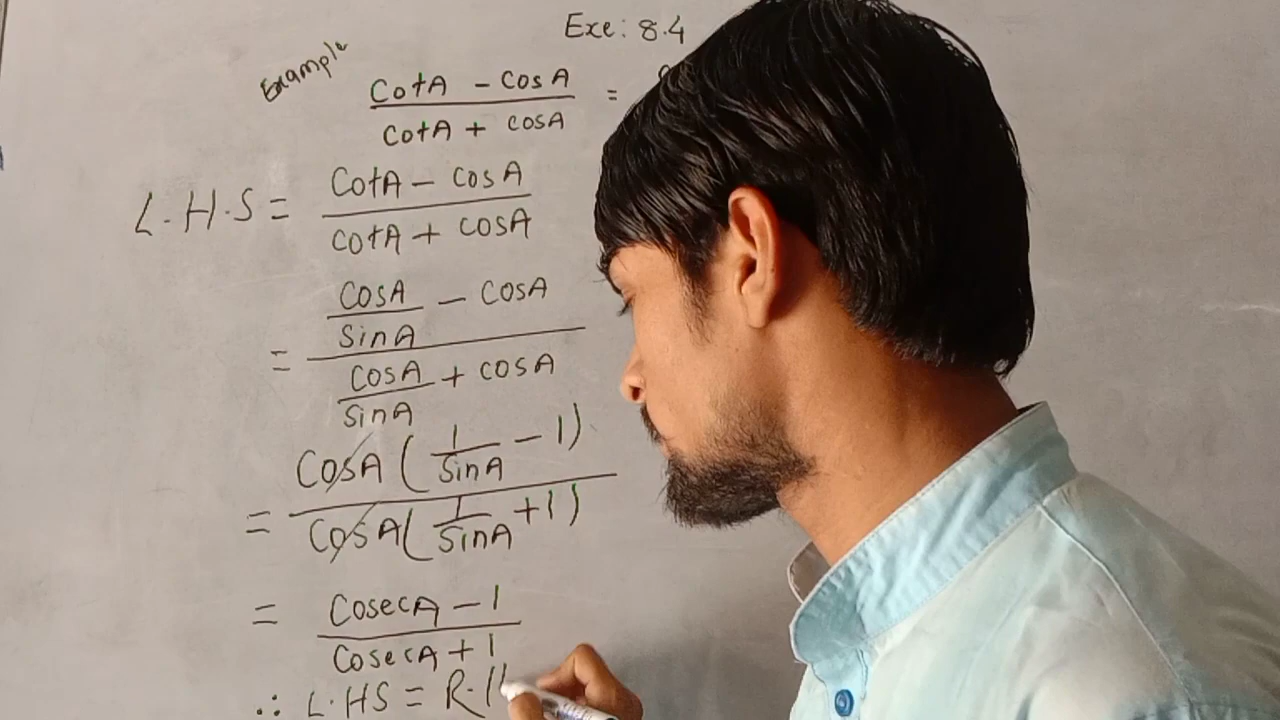 Exe: 8.4
Example
CotA - cosA
cotA + cosA
=
L.H.S = CotA - cosA
cotA + cosA
= cosA/sinA - cosA
cosA/sinA + cosA
= CosA (1/sinA - 1)
CosA (1/sinA + 1)
= CosecA - 1
CosecA + 1
∴ L.HS = R.H